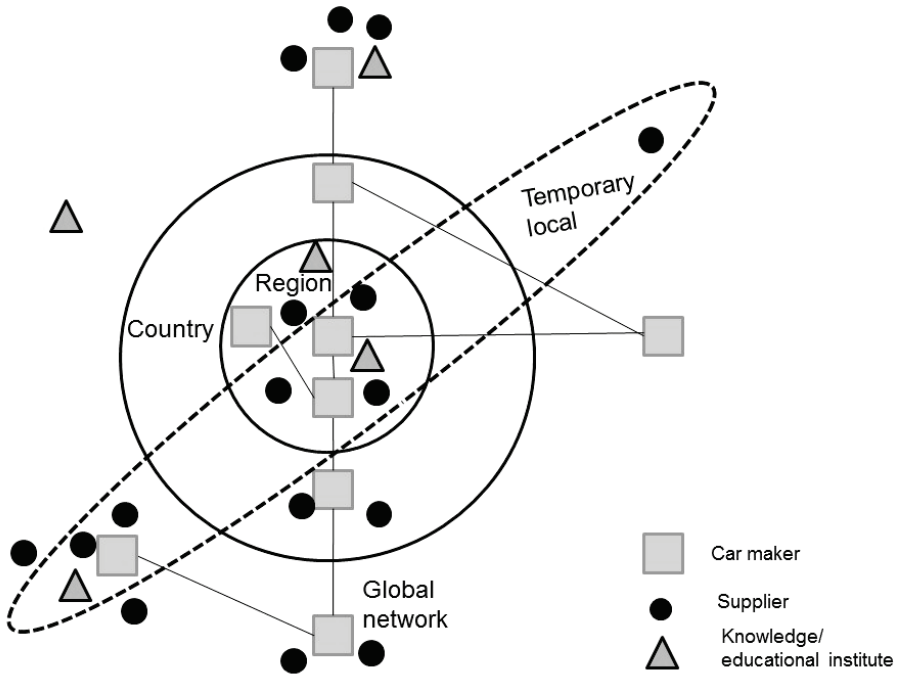 Temporary
local
Region
Country
Global
network
Car maker
Supplier
Knowledge/
educational institute